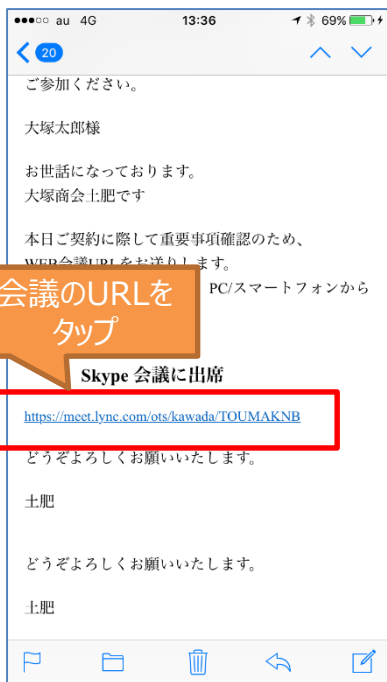 au 4G 13:36 69%
20
ご参加ください。
大塚太郎様
お世話になっております。
大塚商会土肥です
本日ご契約に際して重要事項確認のため、
WEB会議URLをお送りします。
PC/スマートフォンから
会議のURLを
タップ
Skype 会議に出席
https://meet.lync.com/ots/kawada/TOUMAKNB
どうぞよろしくお願いいたします。
土肥
どうぞよろしくお願いいたします。
土肥